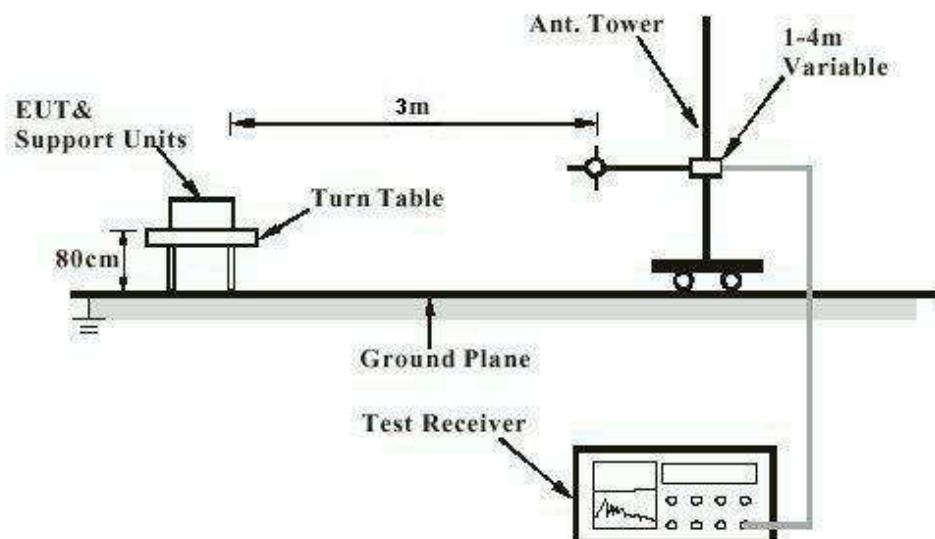 Ant. Tower
1-4m
Variable
3m
EUT&
Support Units
Turn Table
80cm
Ground Plane
Test Receiver